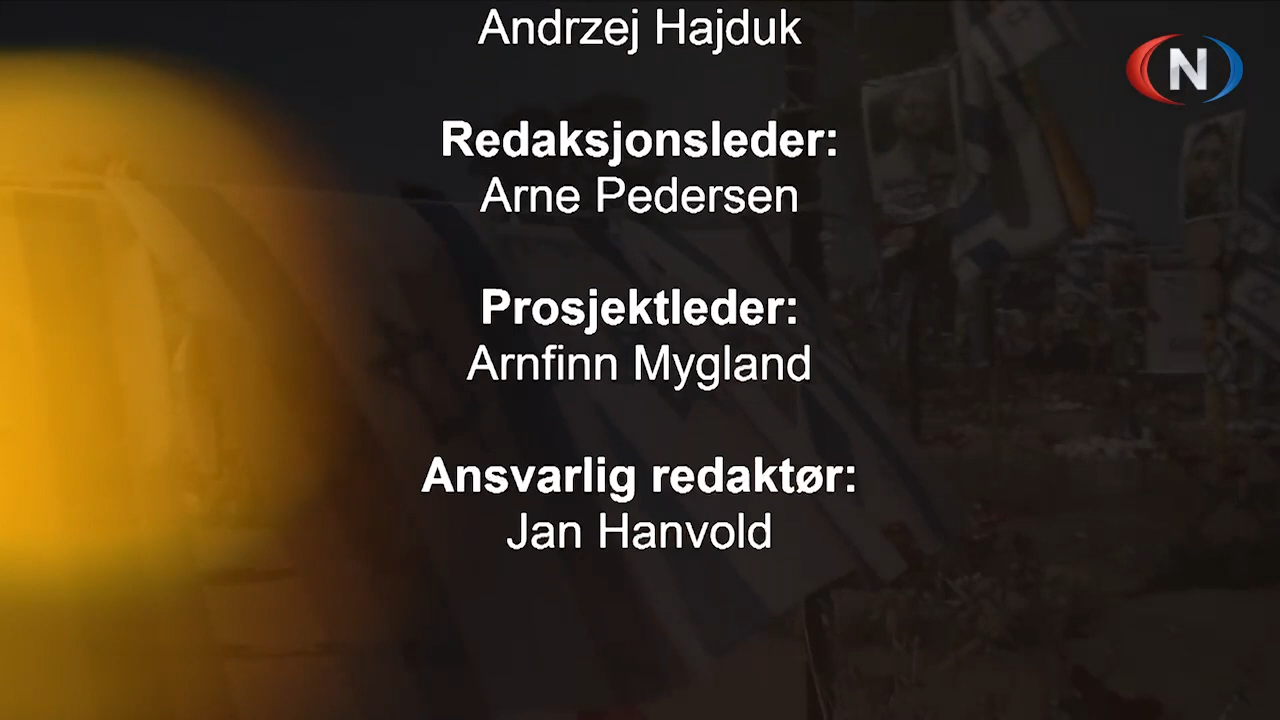 Andrzej Hajduk
N
Redaksjonsleder:
Arne Pedersen
Prosjektleder:
Arnfinn Mygland
Ansvarlig redaktør:
Jan Hanvold